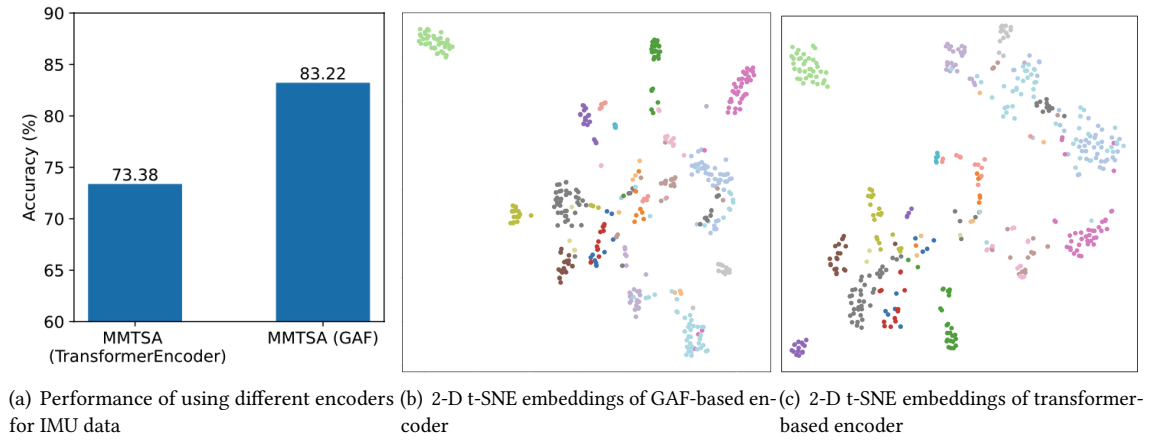 90
85
80
75
70
65
60
Accuracy (%)
73.38
83.22
MMTSA
(TransformerEncoder)
MMTSA (GAF)
(a) Performance of using different encoders
for IMU data
(b) 2-D t-SNE embeddings of GAF-based en-
coder
(c) 2-D t-SNE embeddings of transformer-
based encoder